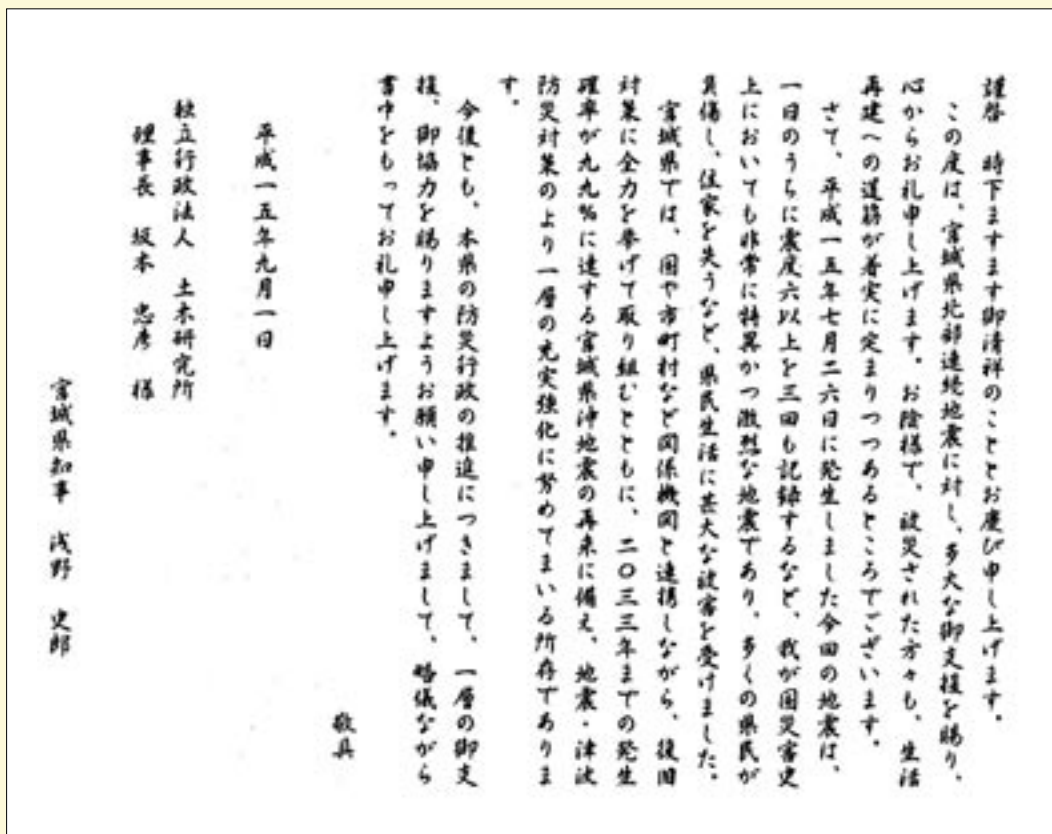 謹啓　時下ますます御清祥のこととお慶び申し上げます。
　この度は、宮城県北部連続地震に対し、多大な御支援を賜り、
心からお礼申し上げます。お陰様で、被災された方々も、生活
再建への道筋が着実に定まりつつあるところでございます。
　さて、平成一五年七月二六日に発生しました今回の地震は、
一日のうちに震度六以上を三回も記録するなど、我が国災害史
上においても非常に特異かつ激烈な地震であり、多くの県民が
負傷し、住家を失うなど、県民生活に甚大な被害を受けました。
　宮城県では、国や市町村など関係機関と連携しながら、復旧
対策に全力を挙げて取り組むとともに、二〇三三年までの発生
確率が九九％に達する宮城県沖地震の再来に備え、地震・津波
防災対策のより一層の充実強化に努めてまいる所存でありま
す。
　今後とも、本県の防災行政の推進につきまして、一層の御支
援、御協力を賜りますようお願い申し上げまして、略儀ながら
書中をもってお礼申し上げます。
敬具
平成一五年九月一日
独立行政法人　土木研究所
理事長　坂本　忠彦　様
宮城県知事　浅野　史郎